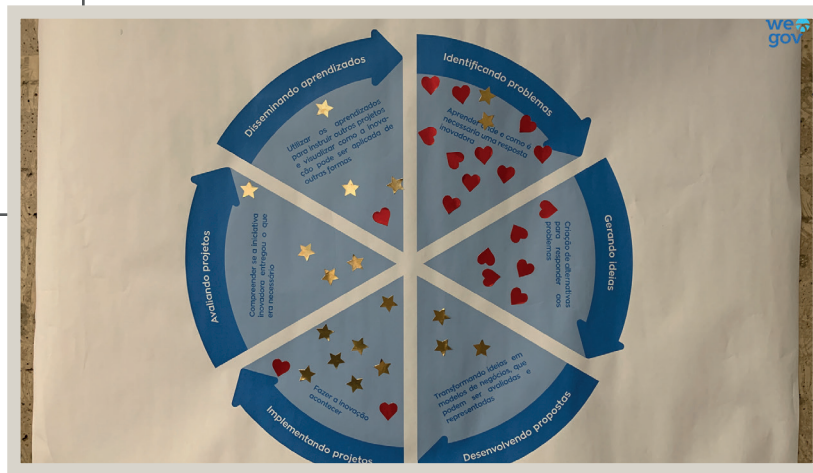 we
gov
Identificando problemas
Aprender onde e como é
necessária uma resposta
inovadora
Gerando ideias
Criação de alternativas
para responder aos
problemas
Desenvolvendo propostas
Transformando ideias em
modelos de negócios, que
podem ser avaliadas e
representadas
Implementando projetos
Fazer a inovação
acontecer
Avaliando projetos
Compreender se a iniciativa
inovadora entregou o que
era necessário
Disseminando aprendizados
Utilizar os aprendizados
para instruir outros projetos
e visualizar como a inova-
ção pode ser aplicada de
outras formas